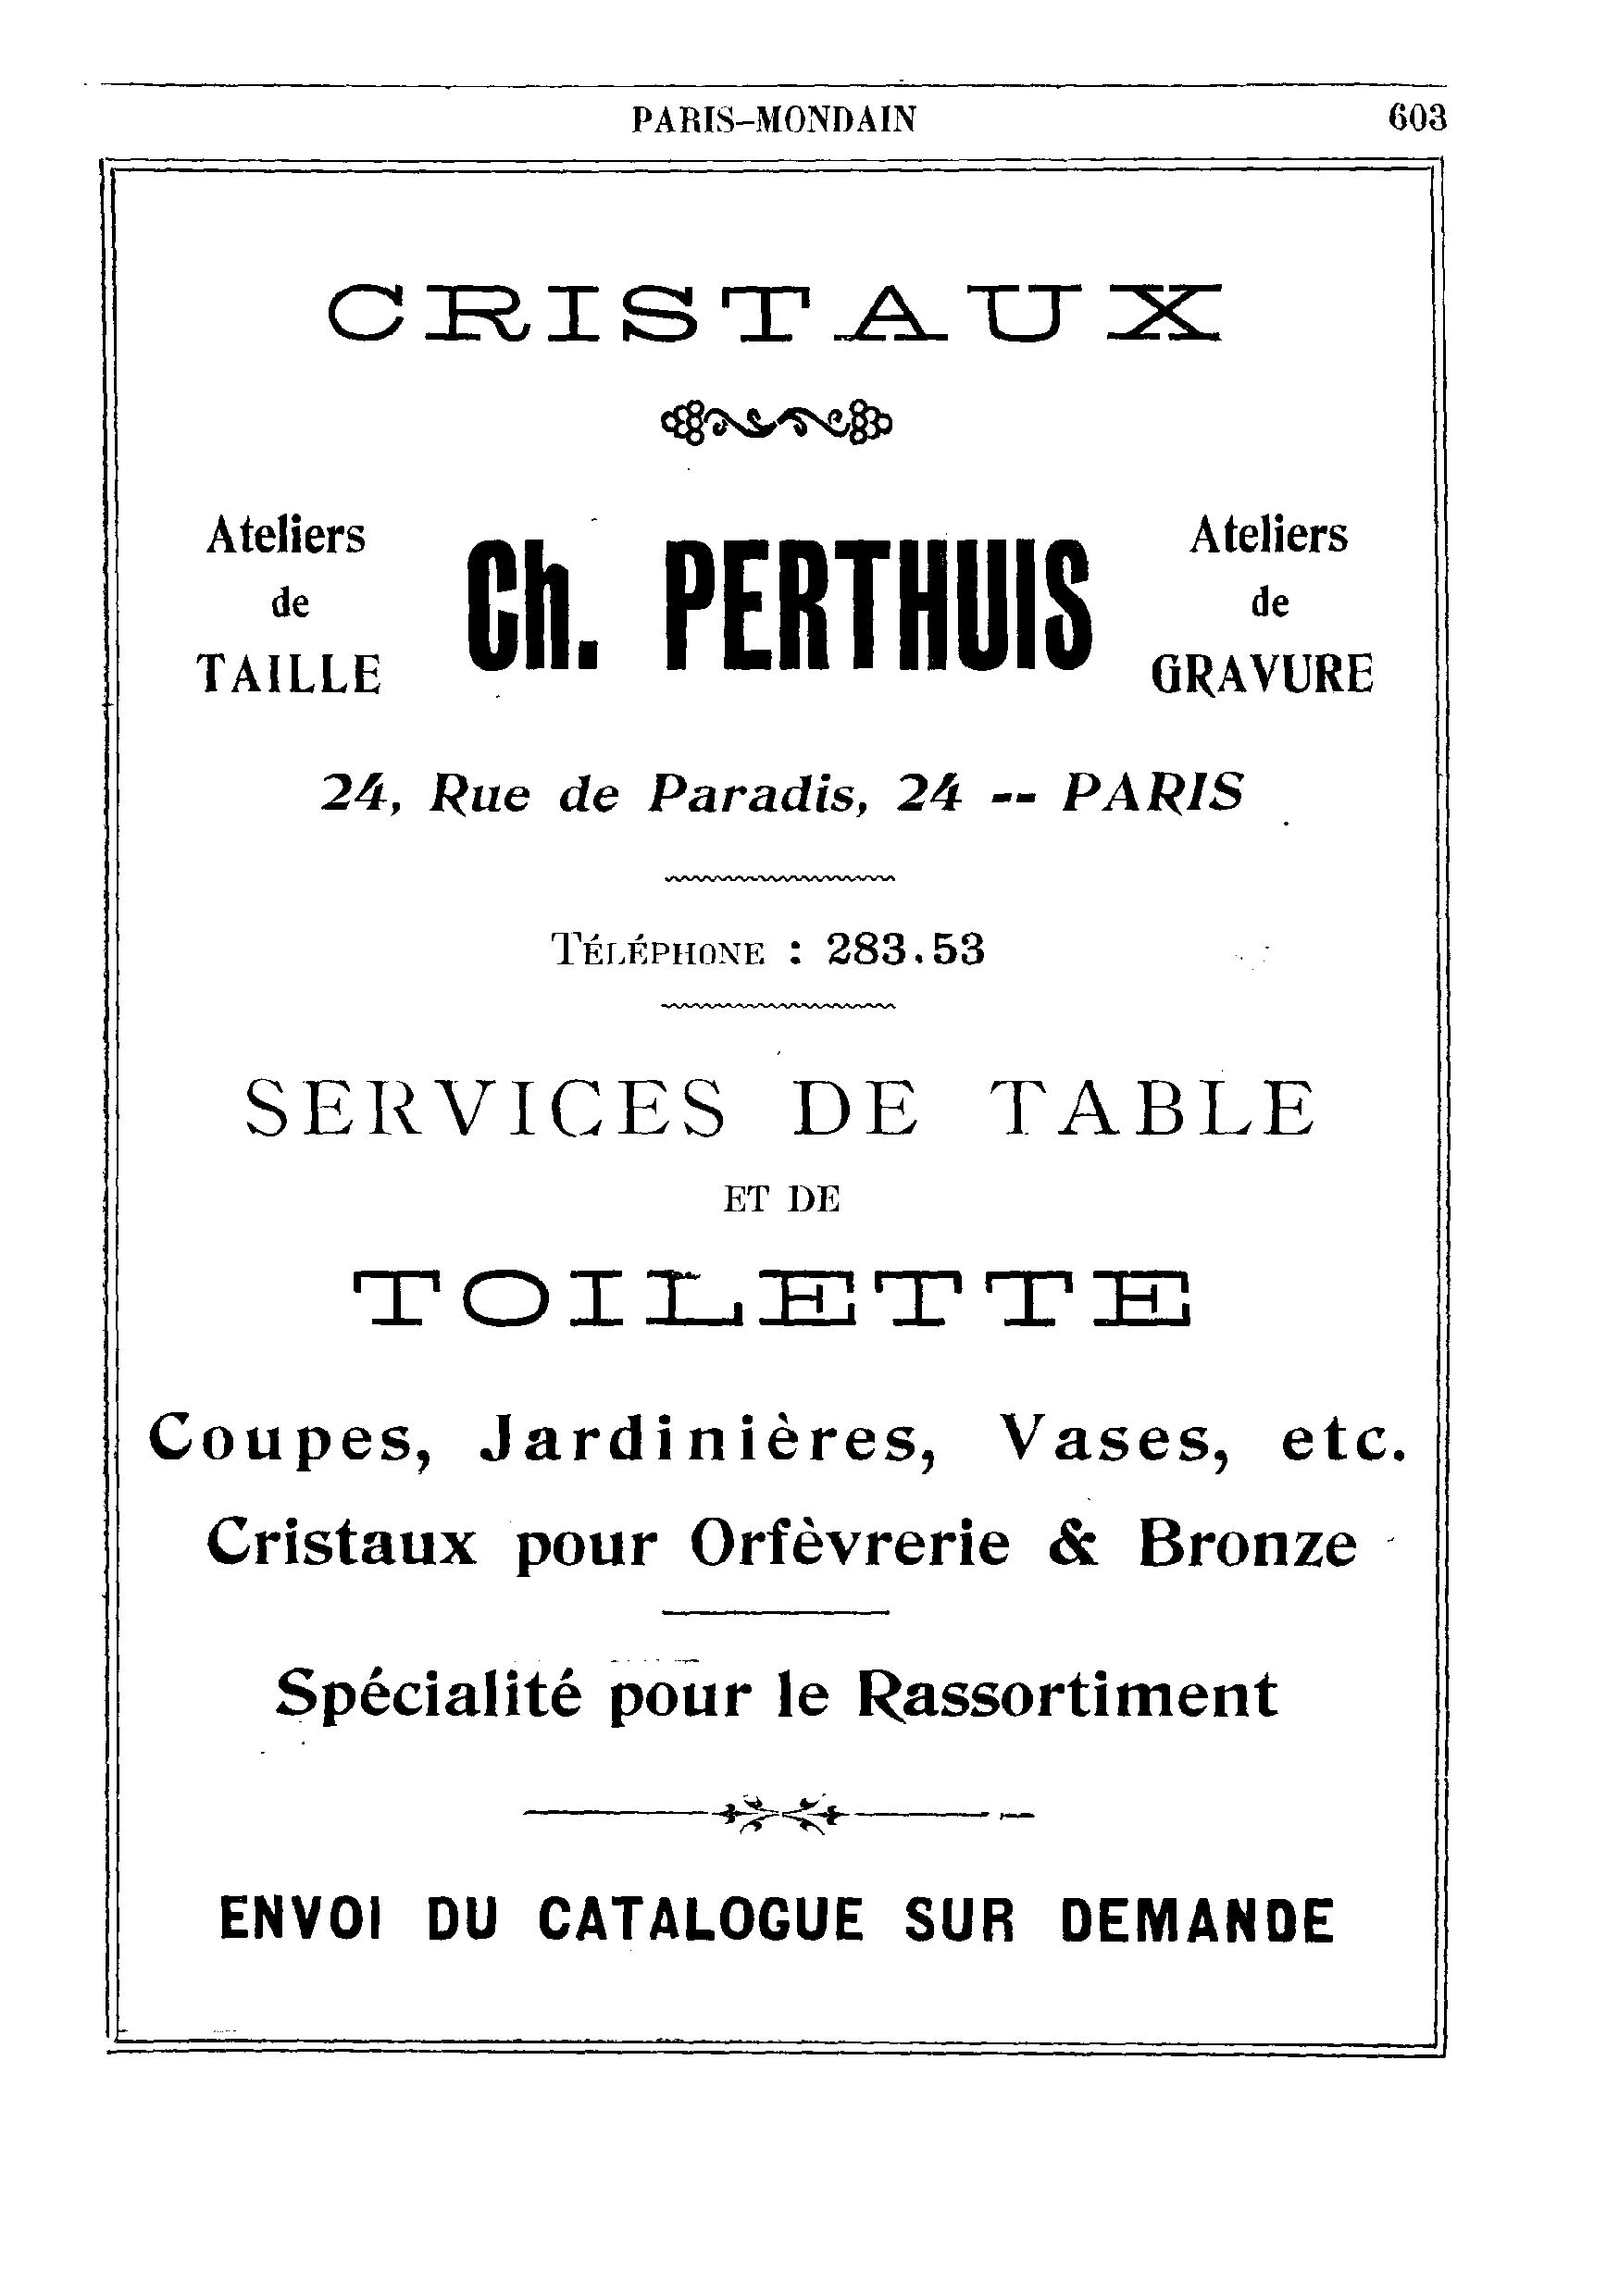 PARIS-MONDAIN 603
CRISTAUX
Ateliers
de
TAILLE
Ch. PERTHUIS
Ateliers
de
GRAVURE
24, Rue de Paradis, 24 -- PARIS
TÉLÉPHONE : 283.53
SERVICES DE TABLE
ET DE
TOILETTE
Coupes, Jardinières, Vases, etc.
Cristaux pour Orfèvrerie & Bronze
Spécialité pour le Rassortiment
ENVOI DU CATALOGUE SUR DEMANDE